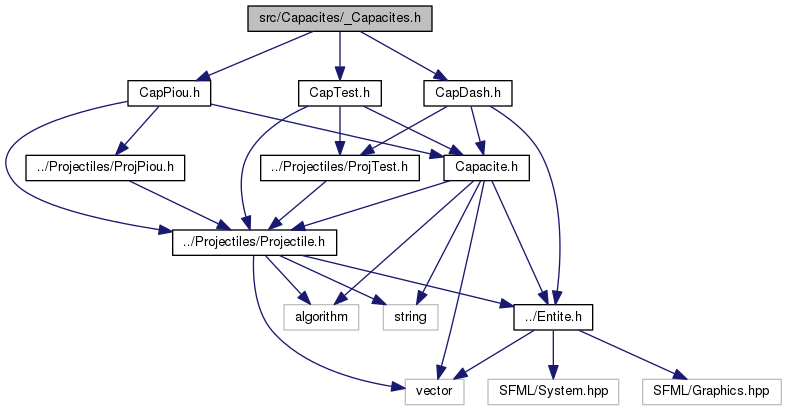 src/Capacites/_Capacites.h
CapPiou.h
CapTest.h
CapDash.h
../Projectiles/ProjPiou.h
../Projectiles/ProjTest.h
Capacite.h
../Projectiles/Projectile.h
algorithm
string
../Entite.h
vector
SFML/System.hpp
SFML/Graphics.hpp